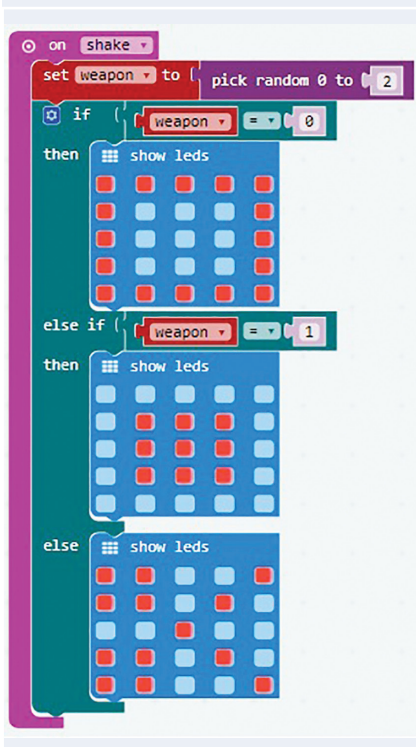 on shake
set weapon to pick random 0 to 2
if weapon = 0
then show leds
else if weapon = 1
then show leds
else show leds